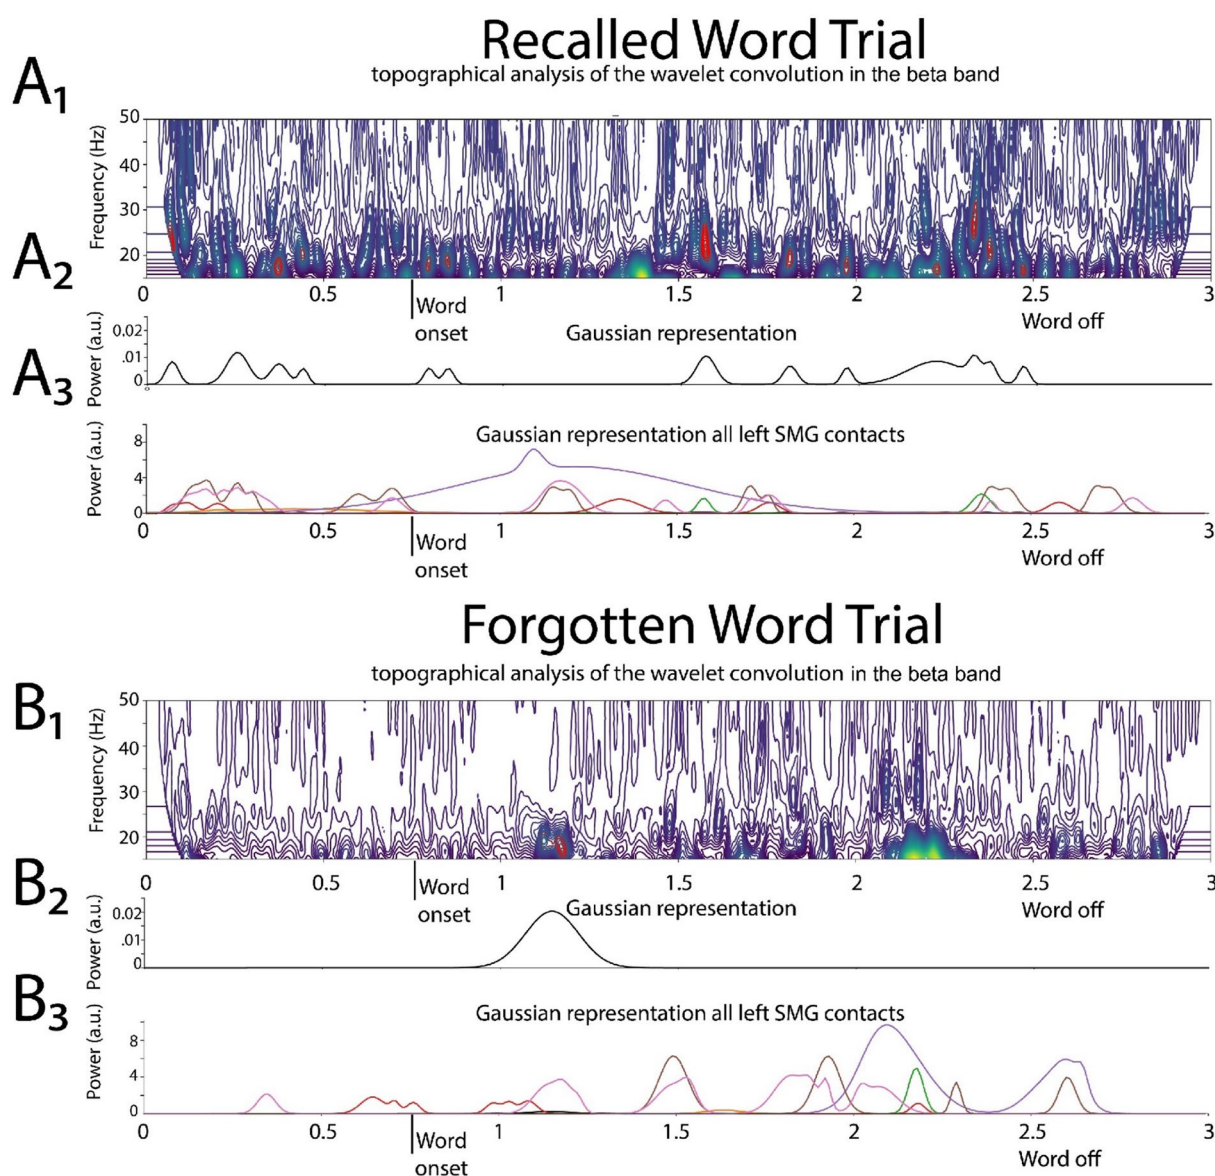 Recalled Word Trial
topographical analysis of the wavelet convolution in the beta band
A1
Frequency (Hz)
50
40
30
20
0 0.5 1 1.5 2 2.5 3
Word onset
Word off
A2
Gaussian representation
Power (a.u.)
0.02
.01
0
A3
Gaussian representation all left SMG contacts
Power (a.u.)
8
4
0
0 0.5 1 1.5 2 2.5 3
Word onset
Word off
Forgotten Word Trial
topographical analysis of the wavelet convolution in the beta band
B1
Frequency (Hz)
50
40
30
20
0 0.5 1 1.5 2 2.5 3
Word onset
Word off
B2
Gaussian representation
Power (a.u.)
0.02
.01
0
B3
Gaussian representation all left SMG contacts
Power (a.u.)
8
4
0
0 0.5 1 1.5 2 2.5 3
Word onset
Word off